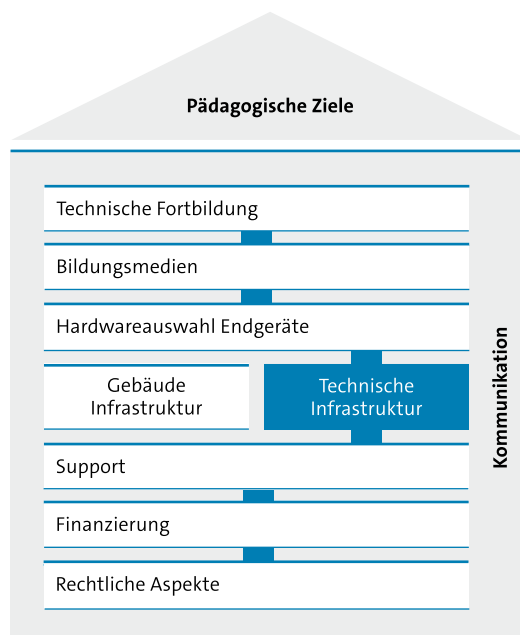 Pädagogische Ziele
Technische Fortbildung
Bildungsmedien
Hardwareauswahl Endgeräte
Gebäude
Infrastruktur
Technische
Infrastruktur
Support
Finanzierung
Rechtliche Aspekte
Kommunikation